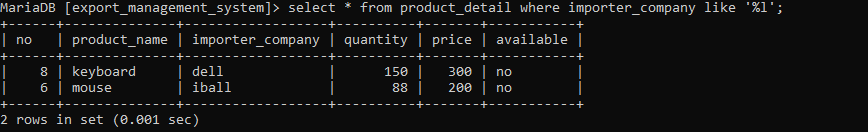 MariaDB [export_management_system]> select * from product_detail where importer_company like '%l';
+------+--------------+------------------+----------+-------+-----------+
| no   | product_name | importer_company | quantity | price | available |
+------+--------------+------------------+----------+-------+-----------+
|    8 | keyboard     | dell             |      150 |   300 | no        |
|    6 | mouse        | iball            |       88 |   200 | no        |
+------+--------------+------------------+----------+-------+-----------+
2 rows in set (0.001 sec)